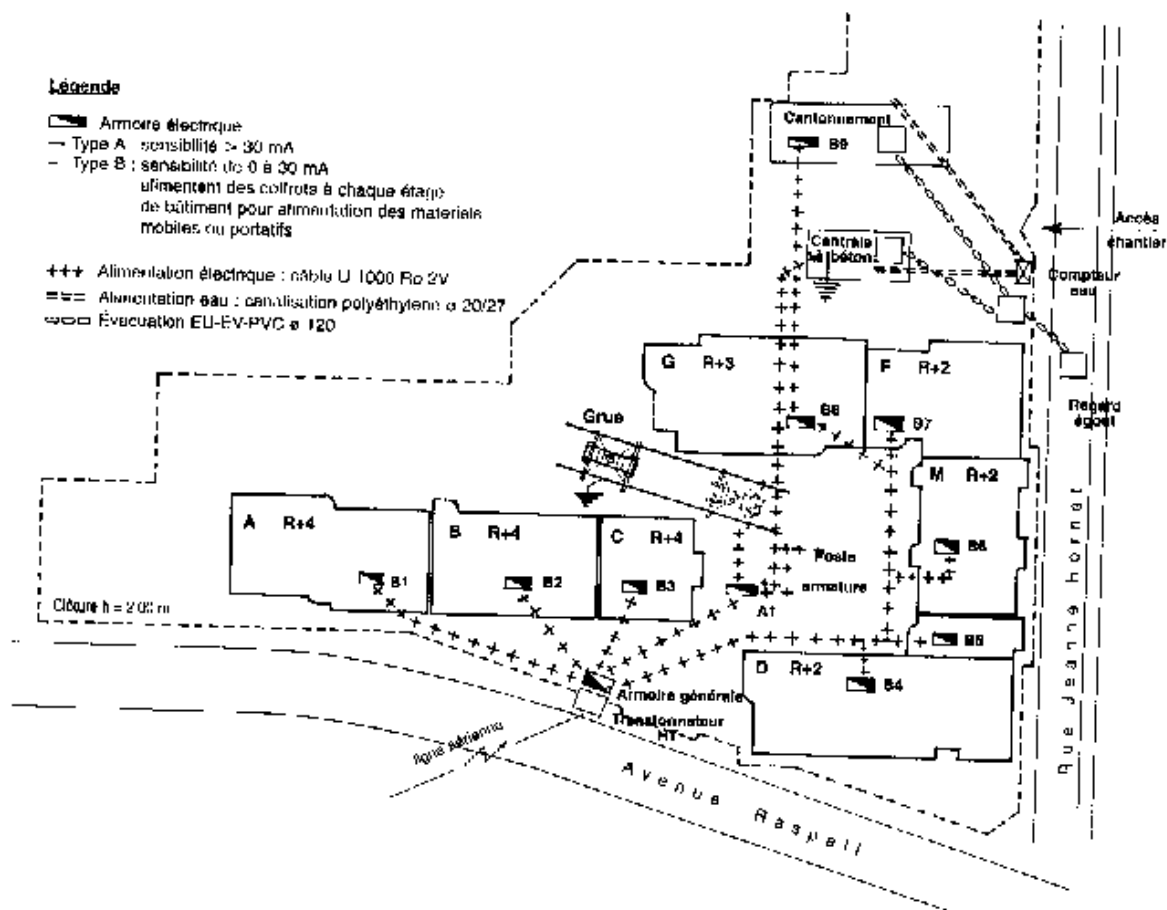 Légende
Armoire électrique
Type A : sensibilité > 30 mA
Type B : sensibilité de 0 à 30 mA
alimentent des coffrets à chaque étage
de bâtiment pour alimentation des materiels
mobiles ou portatifs
+++ Alimentation électrique : câble U 1000 Ro 2V
Alimentation eau : canalisation polyéthylene ø 20/27
Évacuation EU-EV-PVC ø 120
Cantonnement
B9
Centrale
à béton
Accès
chantier
Compteur
eau
Regard
égout
G R+3
F R+2
B8
B7
Grue
M R+2
B6
A R+4
B R+4
C R+4
B1
B2
B3
Poste
armature
A1
B5
Clôture h = 2.00 m
D R+2
B4
Armoire générale
Transformateur
HT
ligne aérienne
Avenue Raspail
que Jeanne hornet